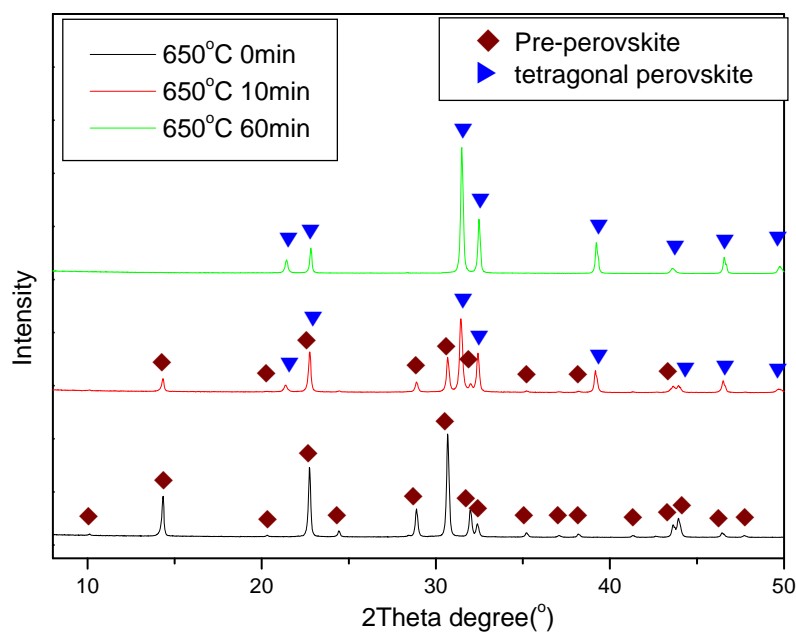 650°C 0min
650°C 10min
650°C 60min
Pre-perovskite
tetragonal perovskite
Intensity
10 20 30 40 50
2Theta degree(°)